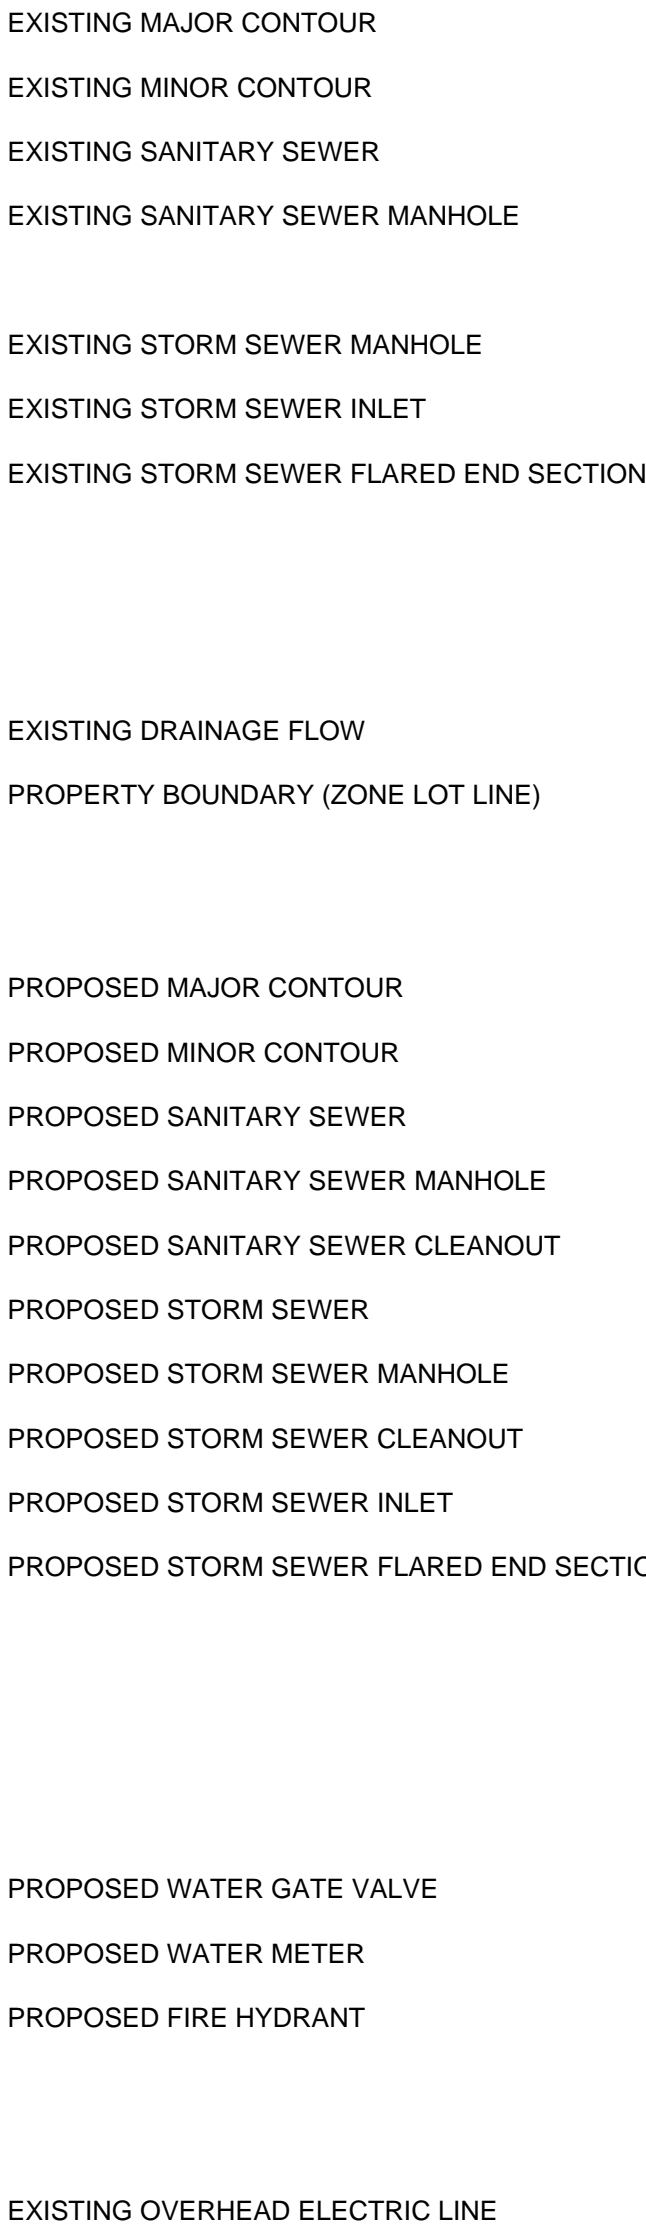 EXISTING MAJOR CONTOUR
EXISTING MINOR CONTOUR
EXISTING SANITARY SEWER
EXISTING SANITARY SEWER MANHOLE
EXISTING STORM SEWER MANHOLE
EXISTING STORM SEWER INLET
EXISTING STORM SEWER FLARED END SECTION
EXISTING DRAINAGE FLOW
PROPERTY BOUNDARY (ZONE LOT LINE)
PROPOSED MAJOR CONTOUR
PROPOSED MINOR CONTOUR
PROPOSED SANITARY SEWER
PROPOSED SANITARY SEWER MANHOLE
PROPOSED SANITARY SEWER CLEANOUT
PROPOSED STORM SEWER
PROPOSED STORM SEWER MANHOLE
PROPOSED STORM SEWER CLEANOUT
PROPOSED STORM SEWER INLET
PROPOSED STORM SEWER FLARED END
PROPOSED WATER GATE VALVE
PROPOSED WATER METER
PROPOSED FIRE HYDRANT
EXISTING OVERHEAD ELECTRIC LINE